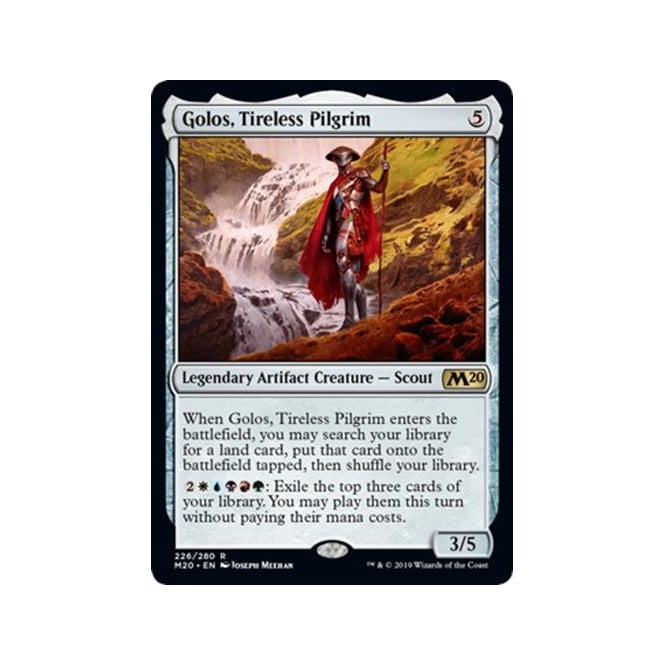 Golos, Tireless Pilgrim 5
Legendary Artifact Creature — Scout M20
When Golos, Tireless Pilgrim enters the
battlefield, you may search your library
for a land card, put that card onto the
battlefield tapped, then shuffle your library.
2: Exile the top three cards of
your library. You may play them this turn
without paying their mana costs.
3/5
226/280 R
M20 • EN Joseph Meehan ™ & © 2019 Wizards of the Coast